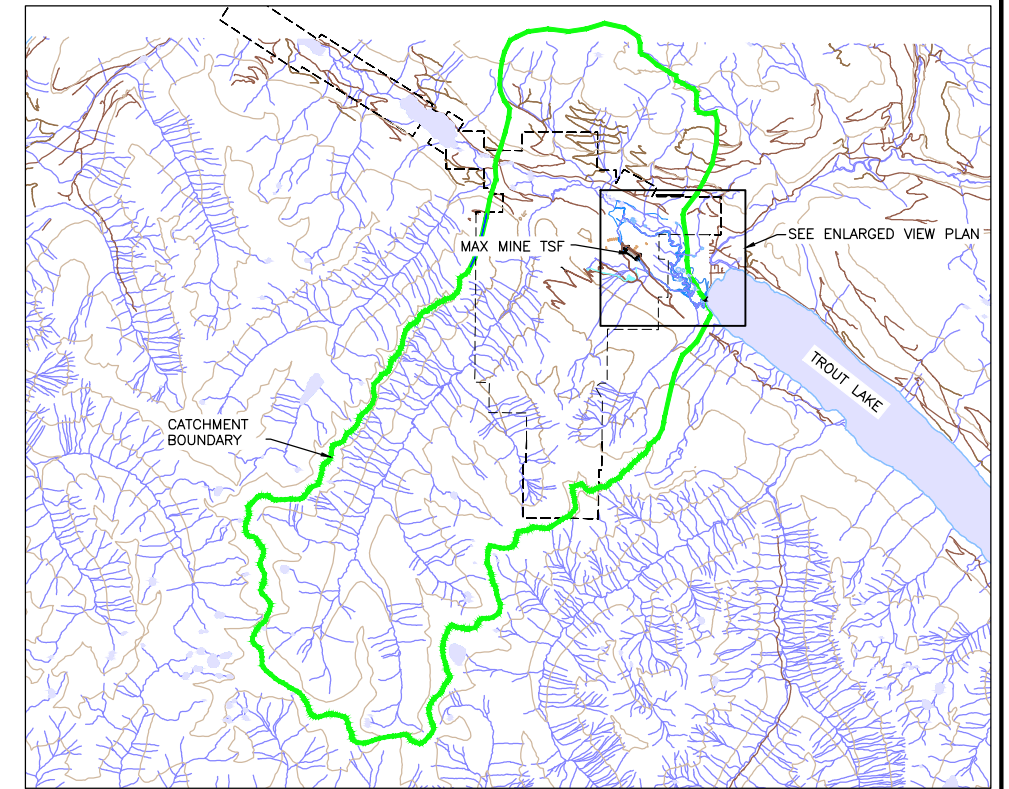 MAX MINE TSF
SEE ENLARGED VIEW PLAN
TROUT LAKE
CATCHMENT
BOUNDARY